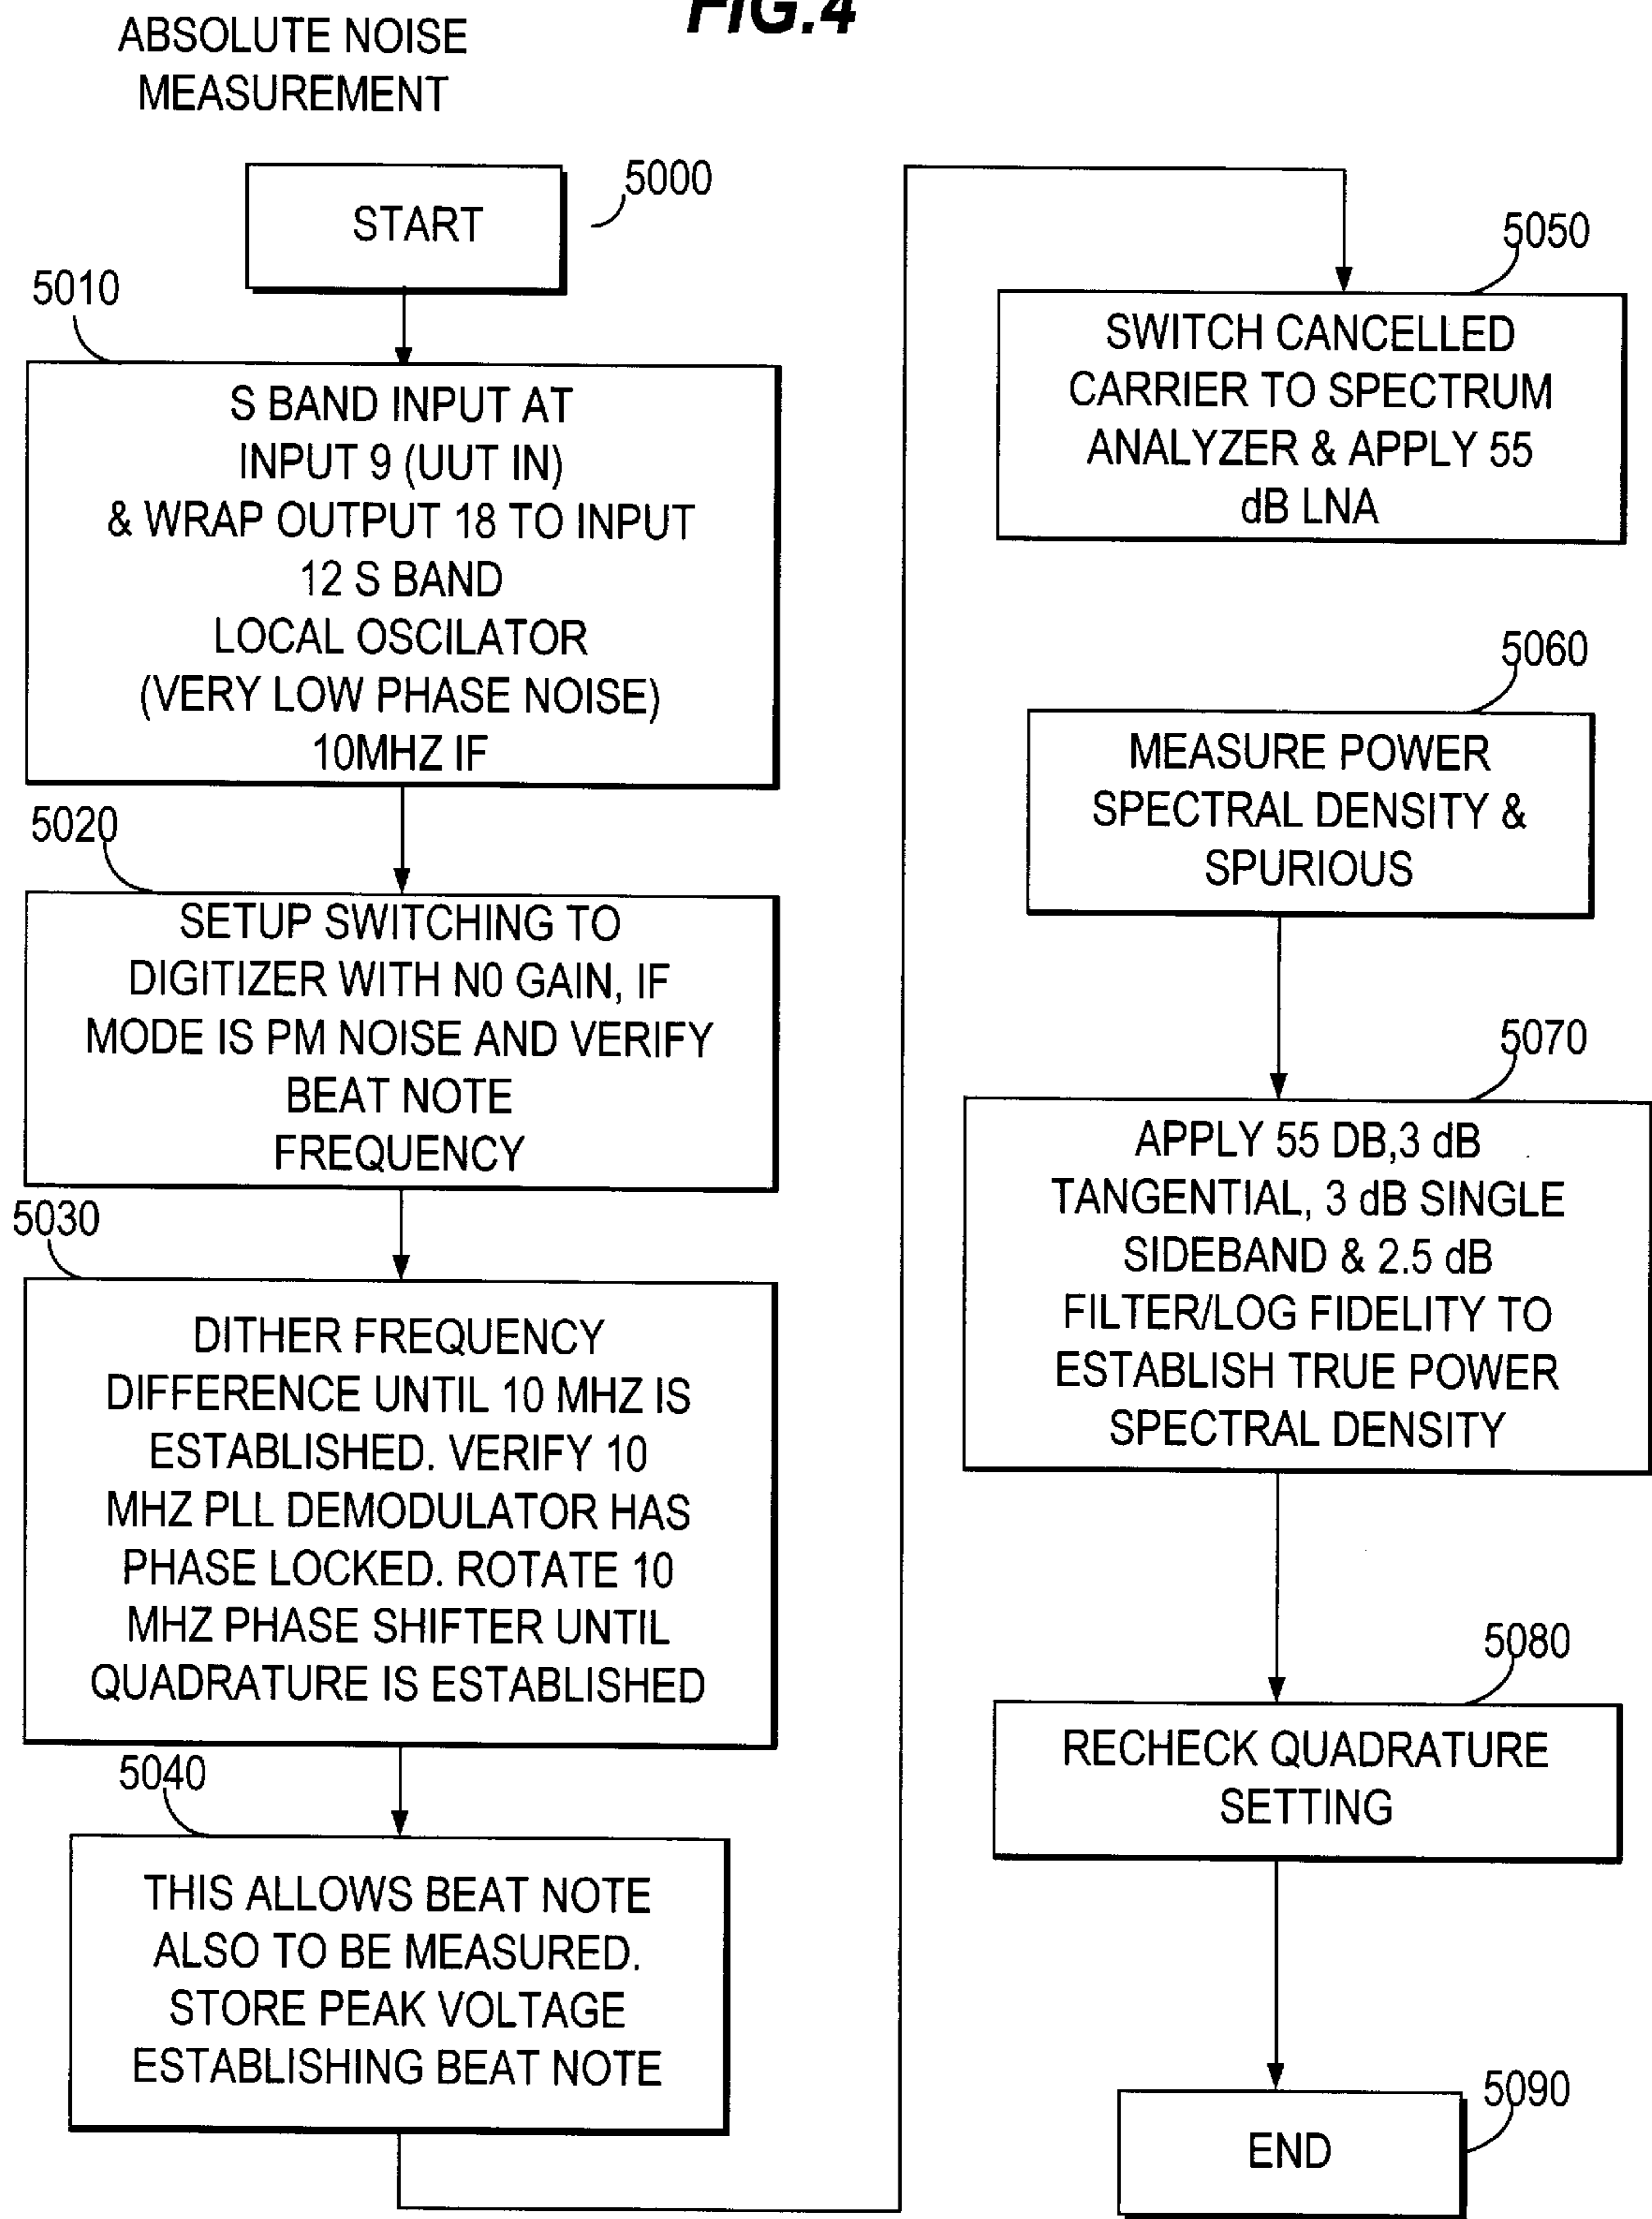 FIG.4
ABSOLUTE NOISE
MEASUREMENT
START
5000
5010
S BAND INPUT AT
INPUT 9 (UUT IN)
& WRAP OUTPUT 18 TO INPUT
12 S BAND
LOCAL OSCILATOR
(VERY LOW PHASE NOISE)
10MHZ IF
5020
SETUP SWITCHING TO
DIGITIZER WITH N0 GAIN, IF
MODE IS PM NOISE AND VERIFY
BEAT NOTE
FREQUENCY
5030
DITHER FREQUENCY
DIFFERENCE UNTIL 10 MHZ IS
ESTABLISHED. VERIFY 10
MHZ PLL DEMODULATOR HAS
PHASE LOCKED. ROTATE 10
MHZ PHASE SHIFTER UNTIL
QUADRATURE IS ESTABLISHED
5040
THIS ALLOWS BEAT NOTE
ALSO TO BE MEASURED.
STORE PEAK VOLTAGE
ESTABLISHING BEAT NOTE
5050
SWITCH CANCELLED
CARRIER TO SPECTRUM
ANALYZER & APPLY 55
dB LNA
5060
MEASURE POWER
SPECTRAL DENSITY &
SPURIOUS
5070
APPLY 55 DB,3 dB
TANGENTIAL, 3 dB SINGLE
SIDEBAND & 2.5 dB
FILTER/LOG FIDELITY TO
ESTABLISH TRUE POWER
SPECTRAL DENSITY
5080
RECHECK QUADRATURE
SETTING
5090
END